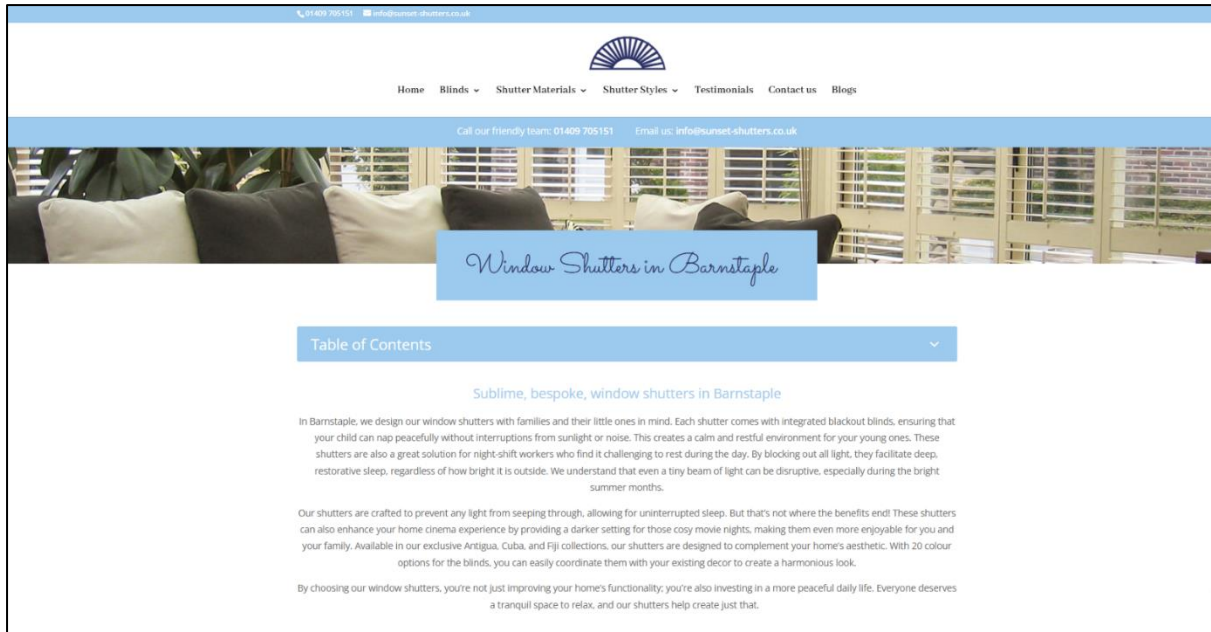 01409 705151 info@sunset-shutters.co.uk
Home Blinds Shutter Materials Shutter Styles Testimonials Contact us Blogs
Call our friendly team: 01409 705151 Email us: info@sunset-shutters.co.uk
Window Shutters in Barnstaple
Table of Contents
Sublime, bespoke, window shutters in Barnstaple
In Barnstaple, we design our window shutters with families and their little ones in mind. Each shutter comes with integrated blackout blinds, ensuring that
your child can nap peacefully without interruptions from sunlight or noise. This creates a calm and restful environment for your young ones. These
shutters are also a great solution for night-shift workers who find it challenging to rest during the day. By blocking out all light, they facilitate deep,
restorative sleep, regardless of how bright it is outside. We understand that even a tiny beam of light can be disruptive, especially during the bright
summer months.
Our shutters are crafted to prevent any light from seeping through, allowing for uninterrupted sleep. But that's not where the benefits end! These shutters
can also enhance your home cinema experience by providing a darker setting for those cosy movie nights, making them even more enjoyable for you and
your family. Available in our exclusive Antigua, Cuba, and Fiji collections, our shutters are designed to complement your home's aesthetic. With 20 colour
options for the blinds, you can easily coordinate them with your existing decor to create a harmonious look.
By choosing our window shutters, you're not just improving your home's functionality; you're also investing in a more peaceful daily life. Everyone deserves
a tranquil space to relax, and our shutters help create just that.